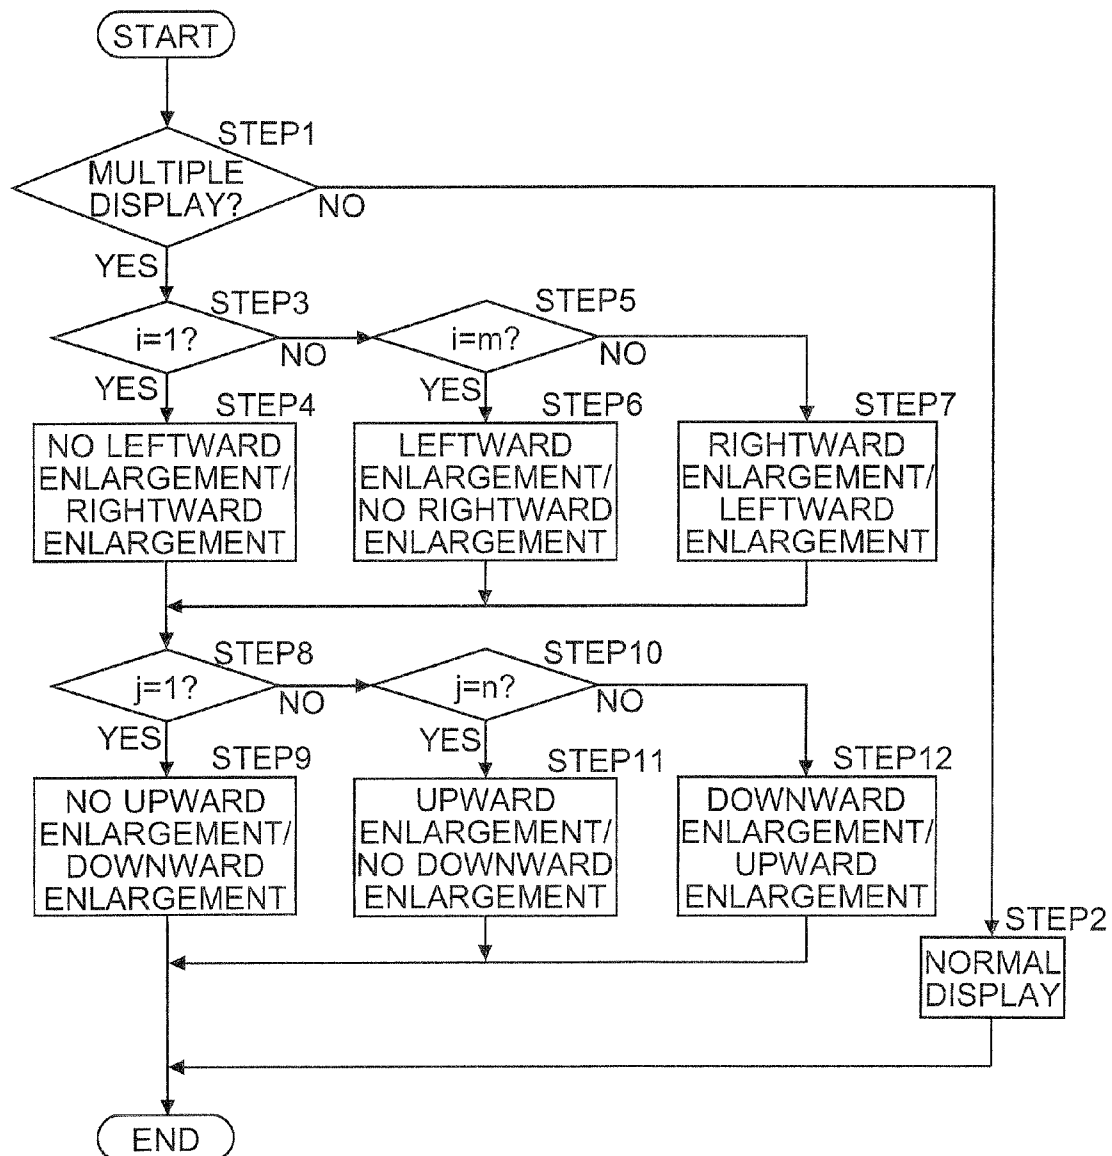 START
STEP1
MULTIPLE
DISPLAY?
NO
YES
STEP3
i=1?
NO
YES
STEP5
i=m?
NO
YES
STEP4
NO LEFTWARD
ENLARGEMENT/
RIGHTWARD
ENLARGEMENT
STEP6
LEFTWARD
ENLARGEMENT/
NO RIGHTWARD
ENLARGEMENT
STEP7
RIGHTWARD
ENLARGEMENT/
LEFTWARD
ENLARGEMENT
STEP8
j=1?
NO
YES
STEP10
j=n?
NO
YES
STEP9
NO UPWARD
ENLARGEMENT/
DOWNWARD
ENLARGEMENT
STEP11
UPWARD
ENLARGEMENT/
NO DOWNWARD
ENLARGEMENT
STEP12
DOWNWARD
ENLARGEMENT/
UPWARD
ENLARGEMENT
STEP2
NORMAL
DISPLAY
END